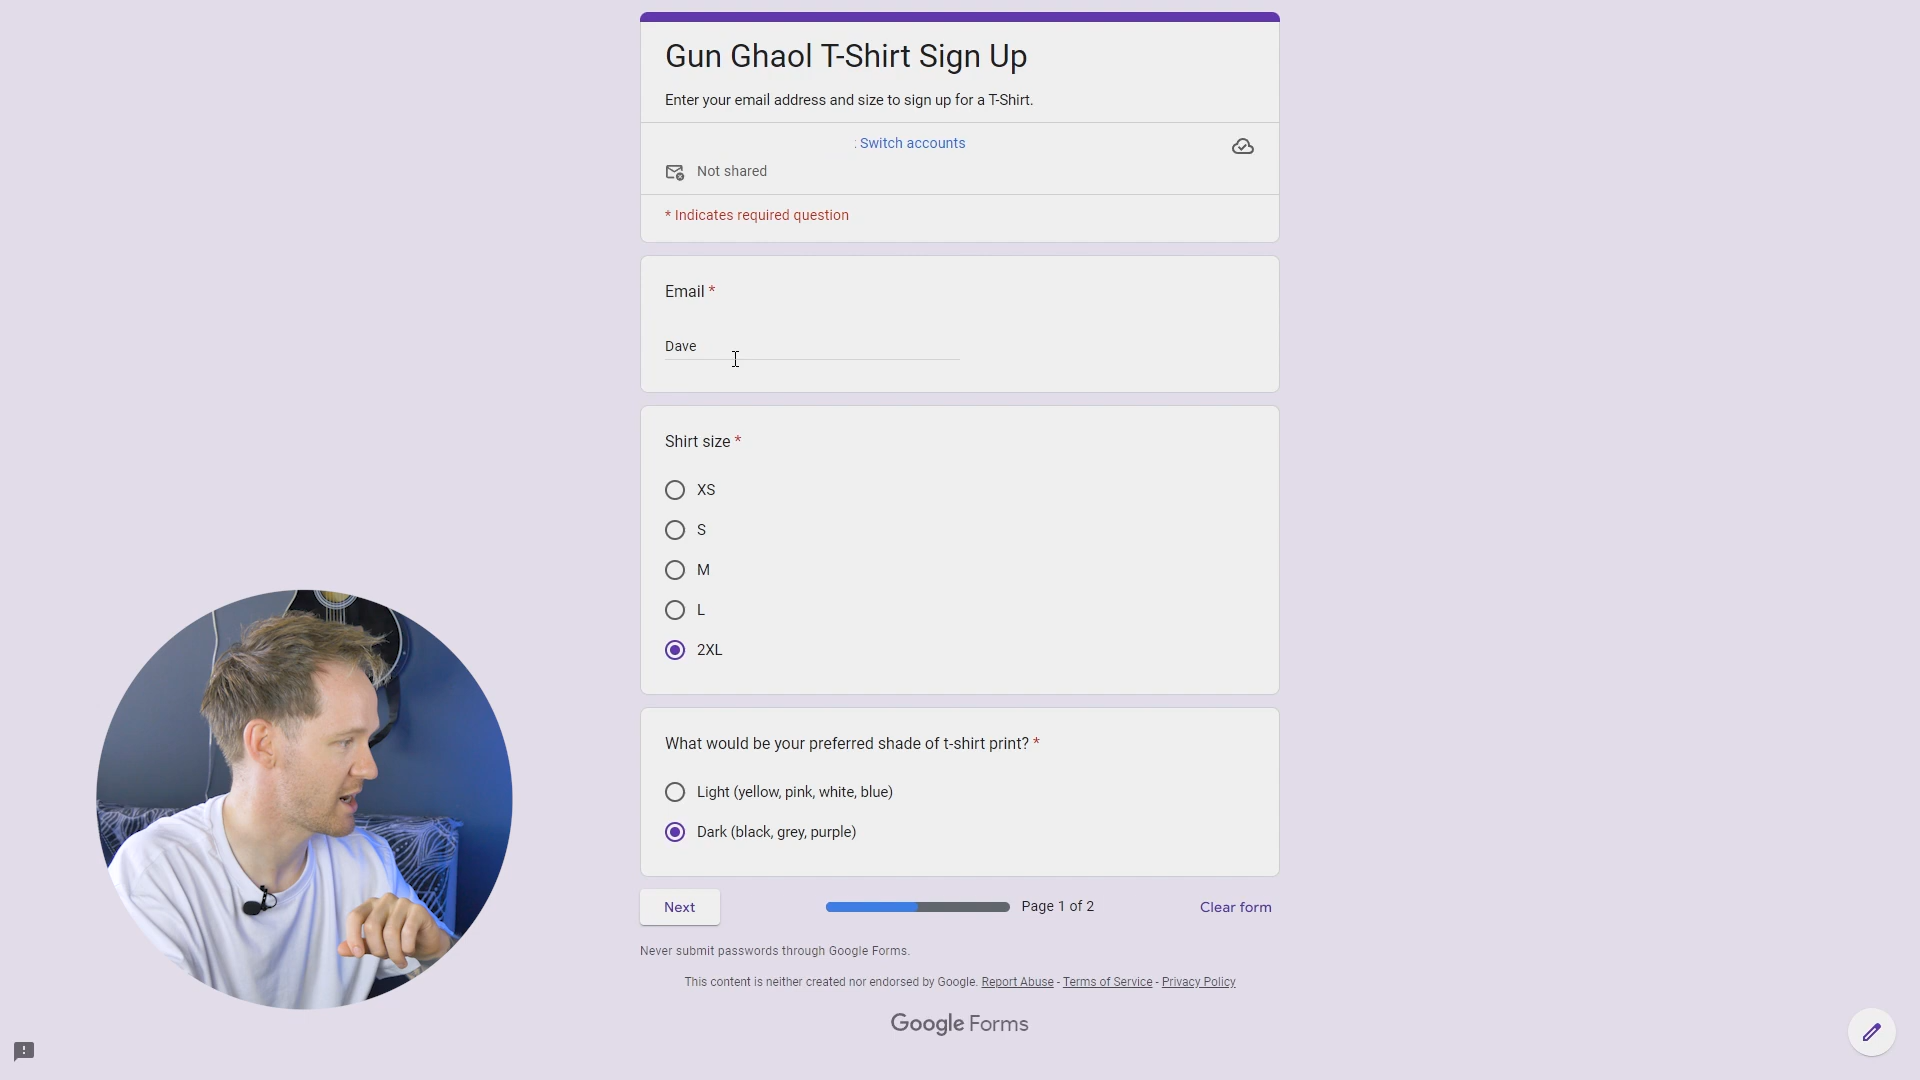 Gun Ghaol T-Shirt Sign Up
Enter your email address and size to sign up for a T-Shirt.
: Switch accounts
Not shared
* Indicates required question
Email *
Dave
Shirt size *
XS
S
M
L
2XL
What would be your preferred shade of t-shirt print? *
Light (yellow, pink, white, blue)
Dark (black, grey, purple)
Next
Page 1 of 2
Clear form
Never submit passwords through Google Forms.
This content is neither created nor endorsed by Google. Report Abuse - Terms of Service - Privacy Policy
Google Forms